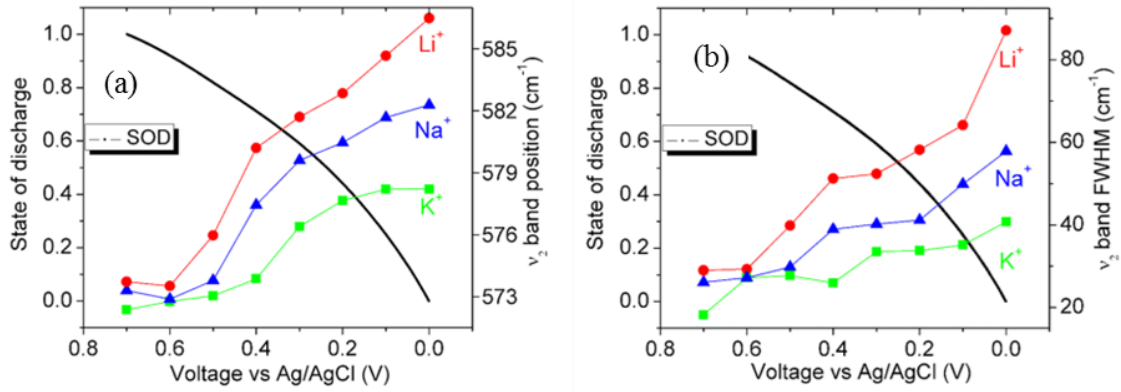 (a)
State of discharge
1.0
0.8
0.6
0.4
0.2
0.0
SOD
Li⁺
Na⁺
K⁺
585
582
579
576
573
ν₂ band position (cm⁻¹)
0.8 0.6 0.4 0.2 0.0
Voltage vs Ag/AgCl (V)
(b)
State of discharge
1.0
0.8
0.6
0.4
0.2
0.0
SOD
Li⁺
Na⁺
K⁺
80
60
40
20
ν₂ band FWHM (cm⁻¹)
0.8 0.6 0.4 0.2 0.0
Voltage vs Ag/AgCl (V)